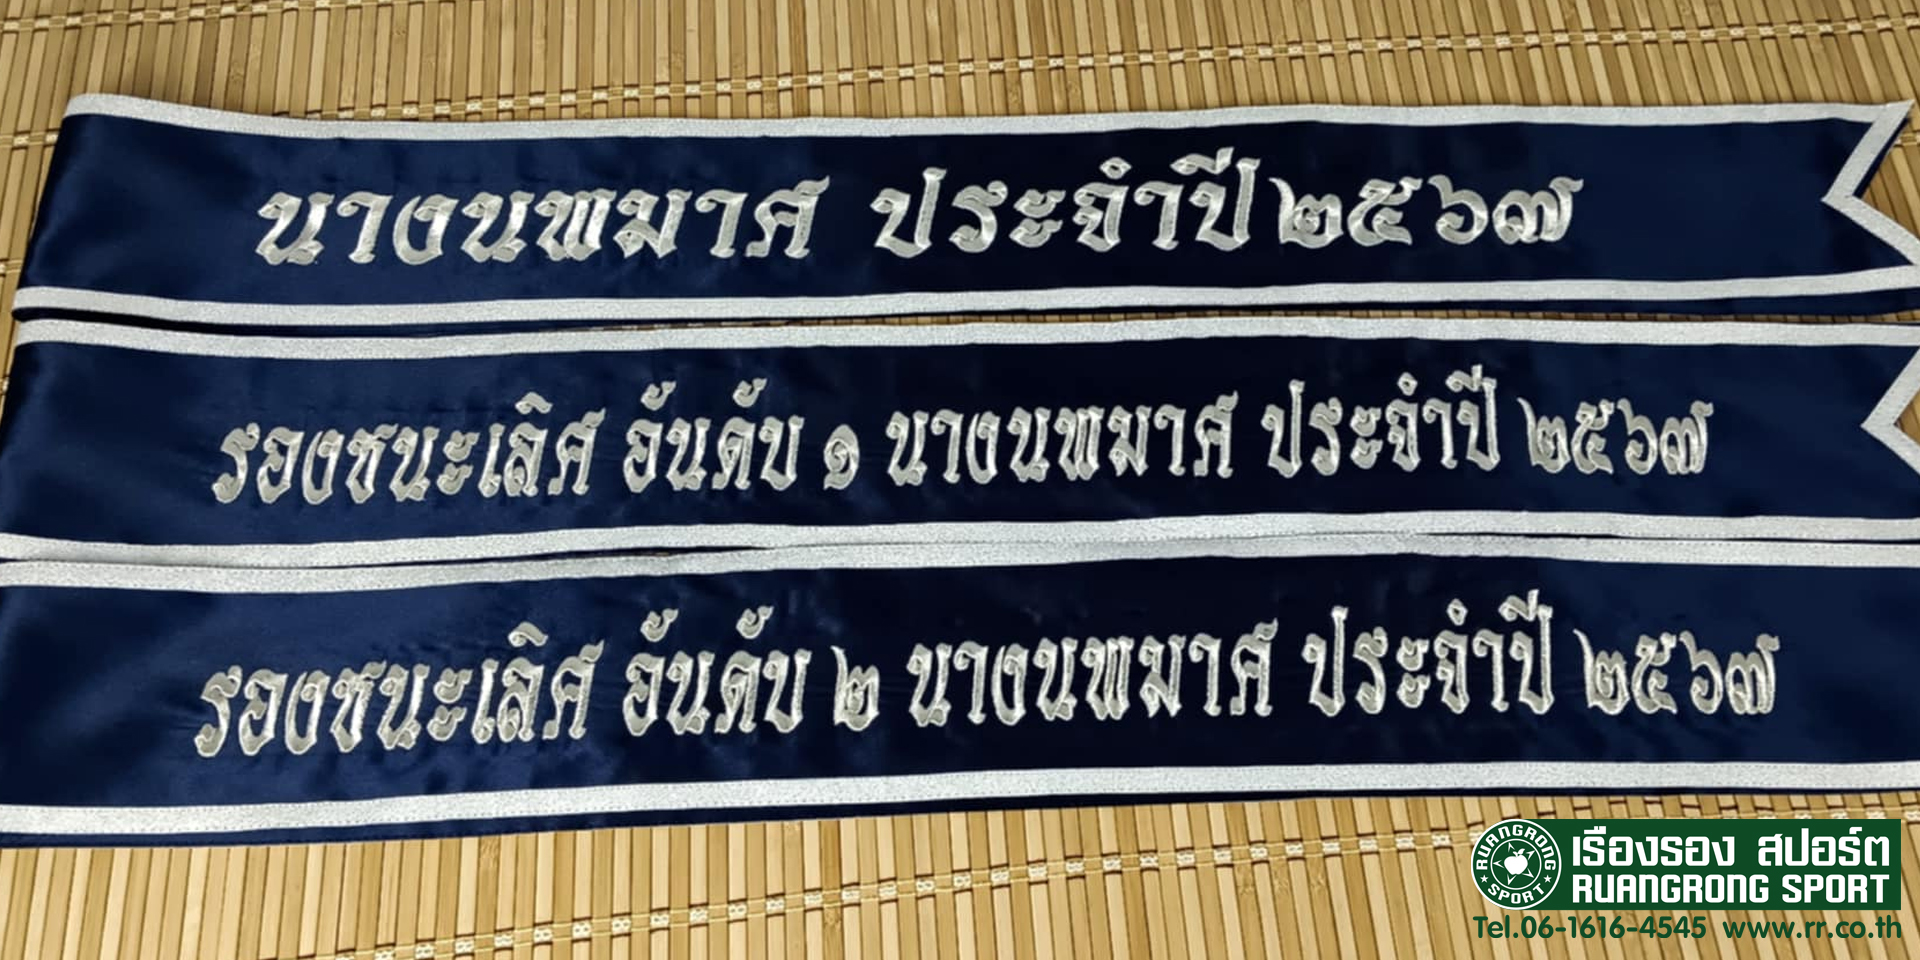 นางนพมาศ ประจำปี ๒๕๖๗
รองชนะเลิศ อันดับ ๑ นางนพมาศ ประจำปี ๒๕๖๗
รองชนะเลิศ อันดับ ๒ นางนพมาศ ประจำปี ๒๕๖๗
RUANGRONG SPORT
เรืองรอง สปอร์ต
RUANGRONG SPORT
Tel.06-1616-4545 www.rr.co.th